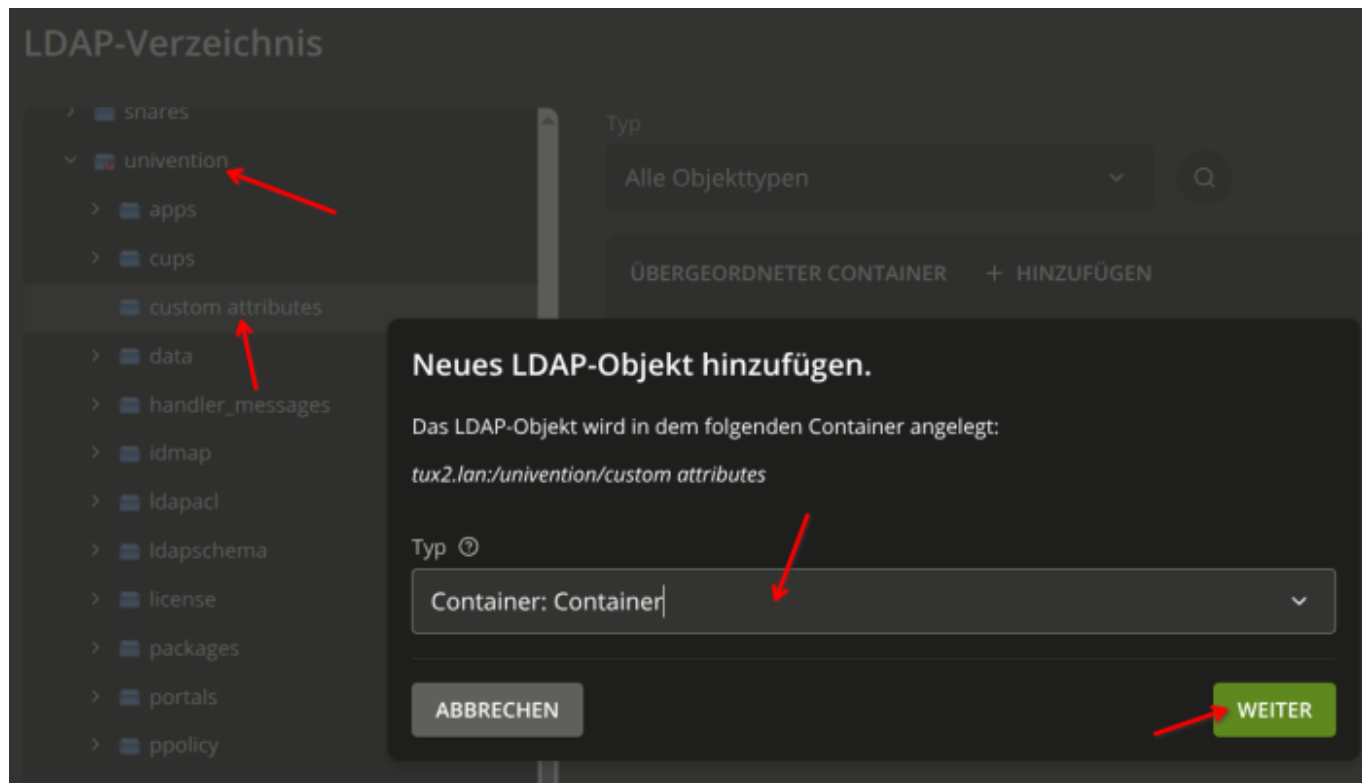 LDAP-Verzeichnis
shares
univention
apps
cups
custom attributes
data
handler_messages
idmap
ldapacl
ldapschema
license
packages
portals
ppolicy
Typ
Alle Objekttypen
ÜBERGEORDNETER CONTAINER + HINZUFÜGEN
Neues LDAP-Objekt hinzufügen.
Das LDAP-Objekt wird in dem folgenden Container angelegt:
tux2.lan:/univention/custom attributes
Typ
Container: Container
ABBRECHEN
WEITER